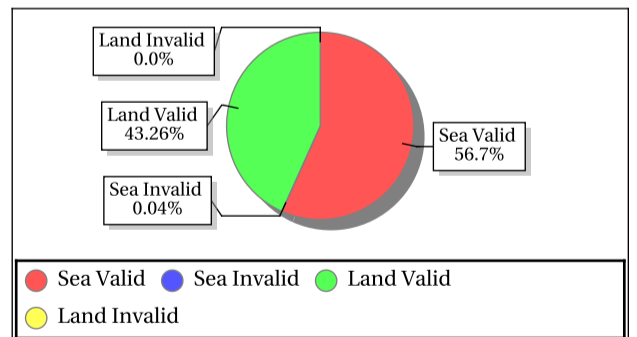 Land Invalid
0.0%
Land Valid
43.26%
Sea Valid
56.7%
Sea Invalid
0.04%
Sea Valid Sea Invalid Land Valid
Land Invalid